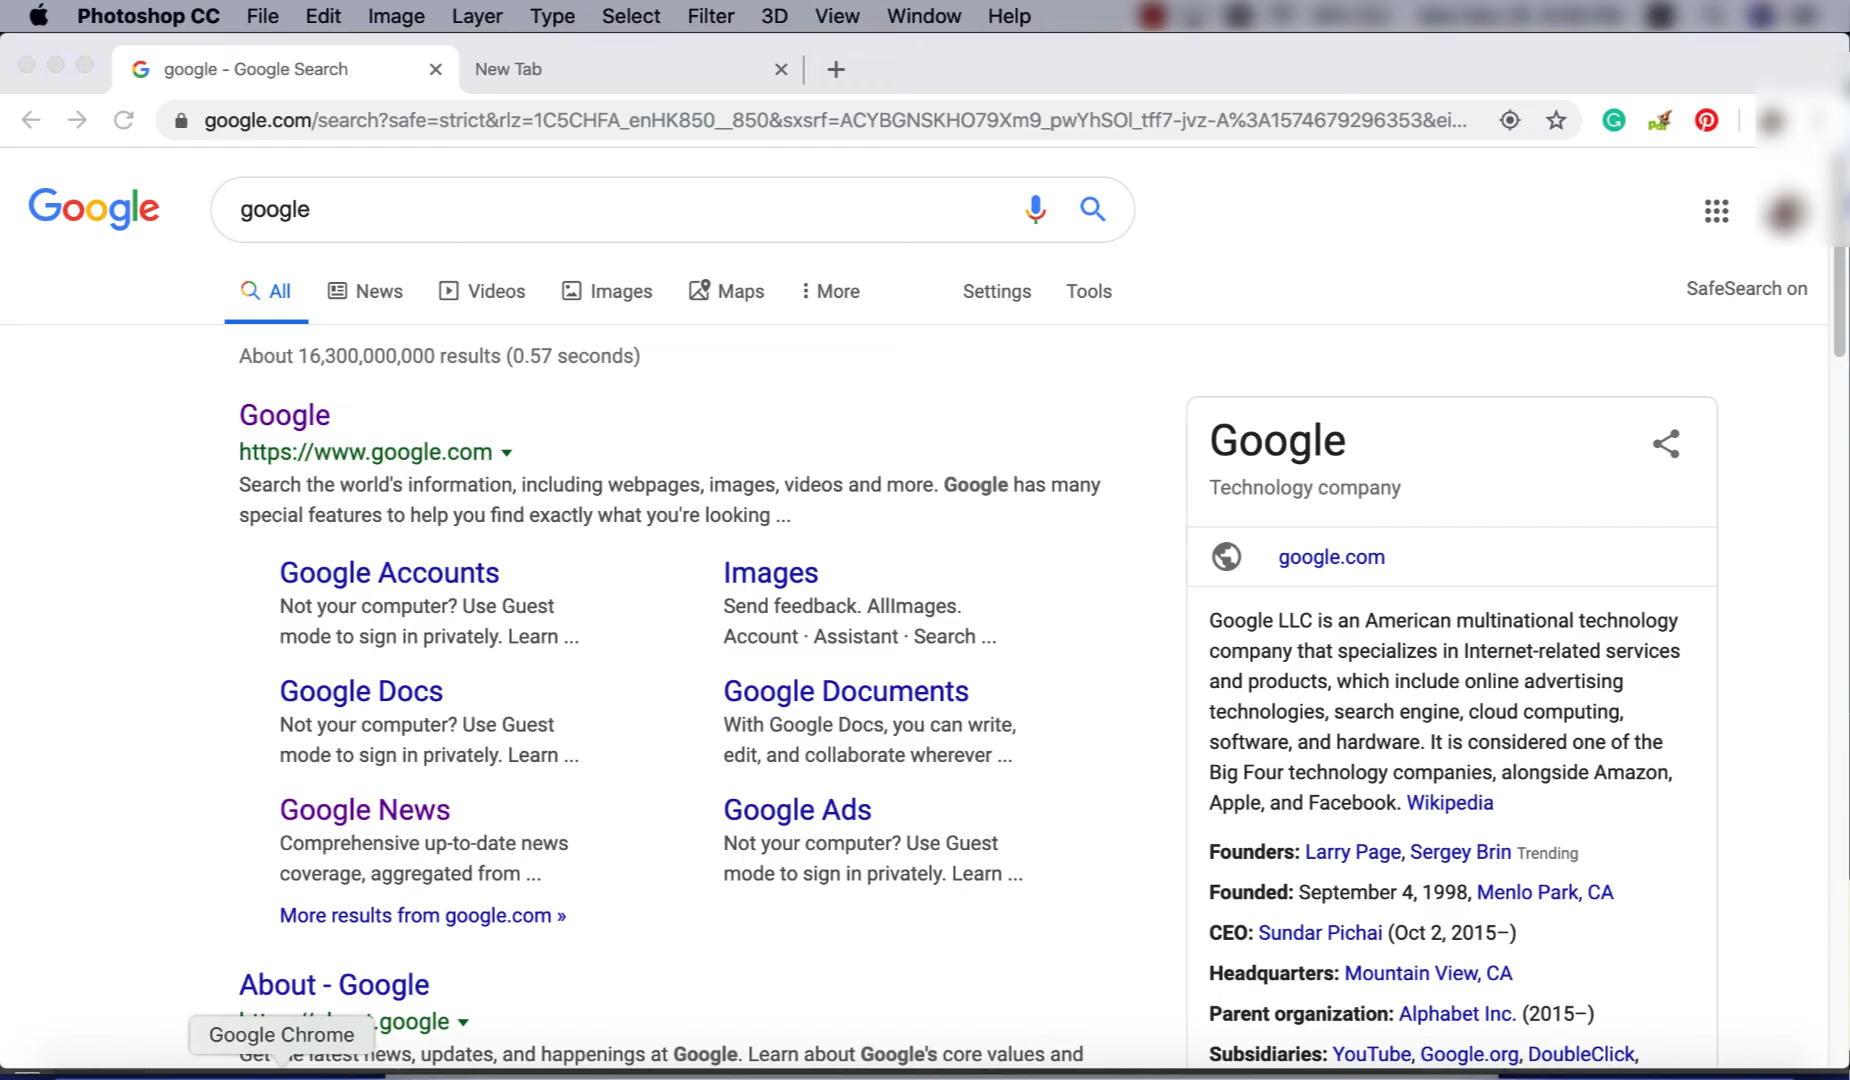 Photoshop CC File Edit Image Layer Type Select Filter 3D View Window Help
google - Google Search New Tab
google.com/search?safe=strict&rlz=1C5CHFA_enHK850__850&sxsrf=ACYBGNSKHO79Xm9_pwYhSOl_tff7-jvz-A%3A1574679296353&ei...
Google google
All News Videos Images Maps More Settings Tools SafeSearch on
About 16,300,000,000 results (0.57 seconds)
Google
https://www.google.com
Search the world's information, including webpages, images, videos and more. Google has many
special features to help you find exactly what you're looking ...
Google Accounts
Not your computer? Use Guest
mode to sign in privately. Learn ...
Images
Send feedback. AllImages.
Account · Assistant · Search ...
Google Docs
Not your computer? Use Guest
mode to sign in privately. Learn ...
Google Documents
With Google Docs, you can write,
edit, and collaborate wherever ...
Google News
Comprehensive up-to-date news
coverage, aggregated from ...
Google Ads
Not your computer? Use Guest
mode to sign in privately. Learn ...
More results from google.com »
About - Google
.google
Google Chrome
latest news, updates, and happenings at Google. Learn about Google's core values and
Google
Technology company
google.com
Google LLC is an American multinational technology
company that specializes in Internet-related services
and products, which include online advertising
technologies, search engine, cloud computing,
software, and hardware. It is considered one of the
Big Four technology companies, alongside Amazon,
Apple, and Facebook. Wikipedia
Founders: Larry Page, Sergey Brin Trending
Founded: September 4, 1998, Menlo Park, CA
CEO: Sundar Pichai (Oct 2, 2015–)
Headquarters: Mountain View, CA
Parent organization: Alphabet Inc. (2015–)
Subsidiaries: YouTube, Google.org, DoubleClick,